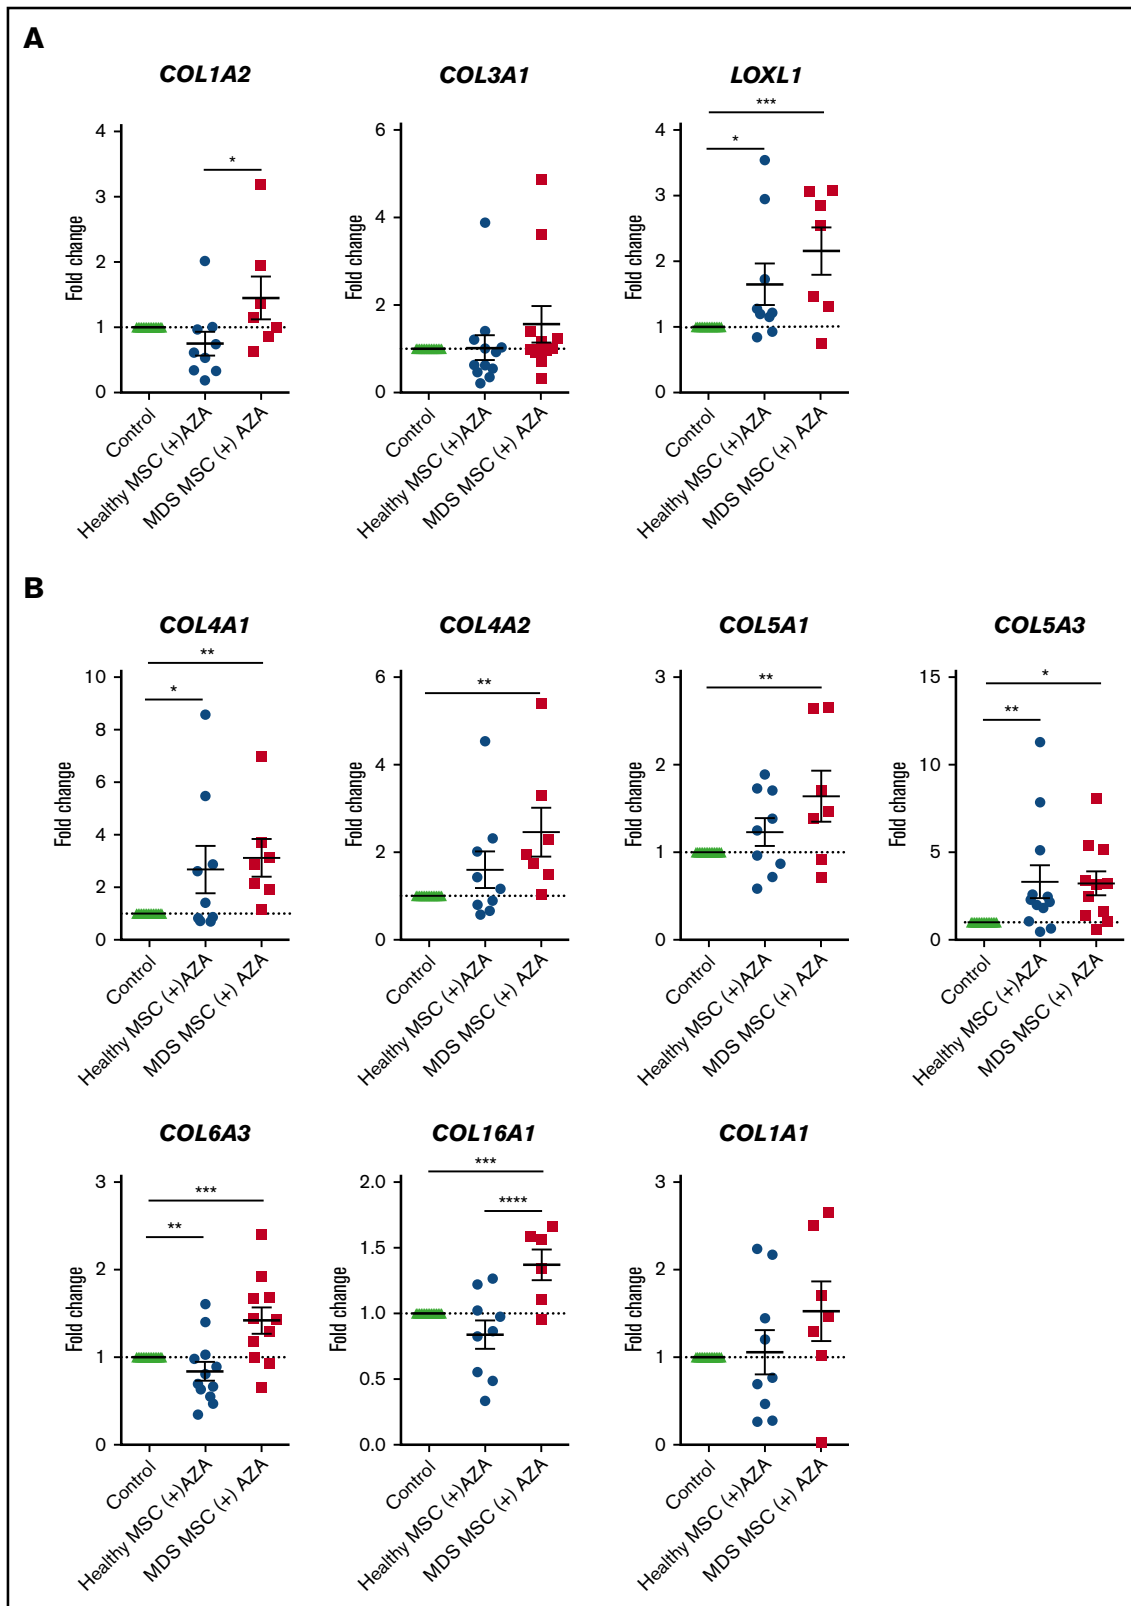 A
COL1A2
COL3A1
LOXL1
Fold change
4
3
2
1
0
*
Control
Healthy MSC (+)AZA
MDS MSC (+) AZA
Fold change
6
4
2
0
Control
Healthy MSC (+)AZA
MDS MSC (+) AZA
Fold change
4
3
2
1
0
***
*
Control
Healthy MSC (+)AZA
MDS MSC (+) AZA
B
COL4A1
COL4A2
COL5A1
COL5A3
Fold change
10
8
6
4
2
0
**
*
Control
Healthy MSC (+)AZA
MDS MSC (+) AZA
Fold change
6
4
2
0
**
Control
Healthy MSC (+)AZA
MDS MSC (+) AZA
Fold change
3
2
1
0
**
Control
Healthy MSC (+)AZA
MDS MSC (+) AZA
Fold change
15
10
5
0
*
**
Control
Healthy MSC (+)AZA
MDS MSC (+) AZA
COL6A3
COL16A1
COL1A1
Fold change
3
2
1
0
***
**
Control
Healthy MSC (+)AZA
MDS MSC (+) AZA
Fold change
2.0
1.5
1.0
0.5
0.0
***
****
Control
Healthy MSC (+)AZA
MDS MSC (+) AZA
Fold change
3
2
1
0
Control
Healthy MSC (+)AZA
MDS MSC (+) AZA